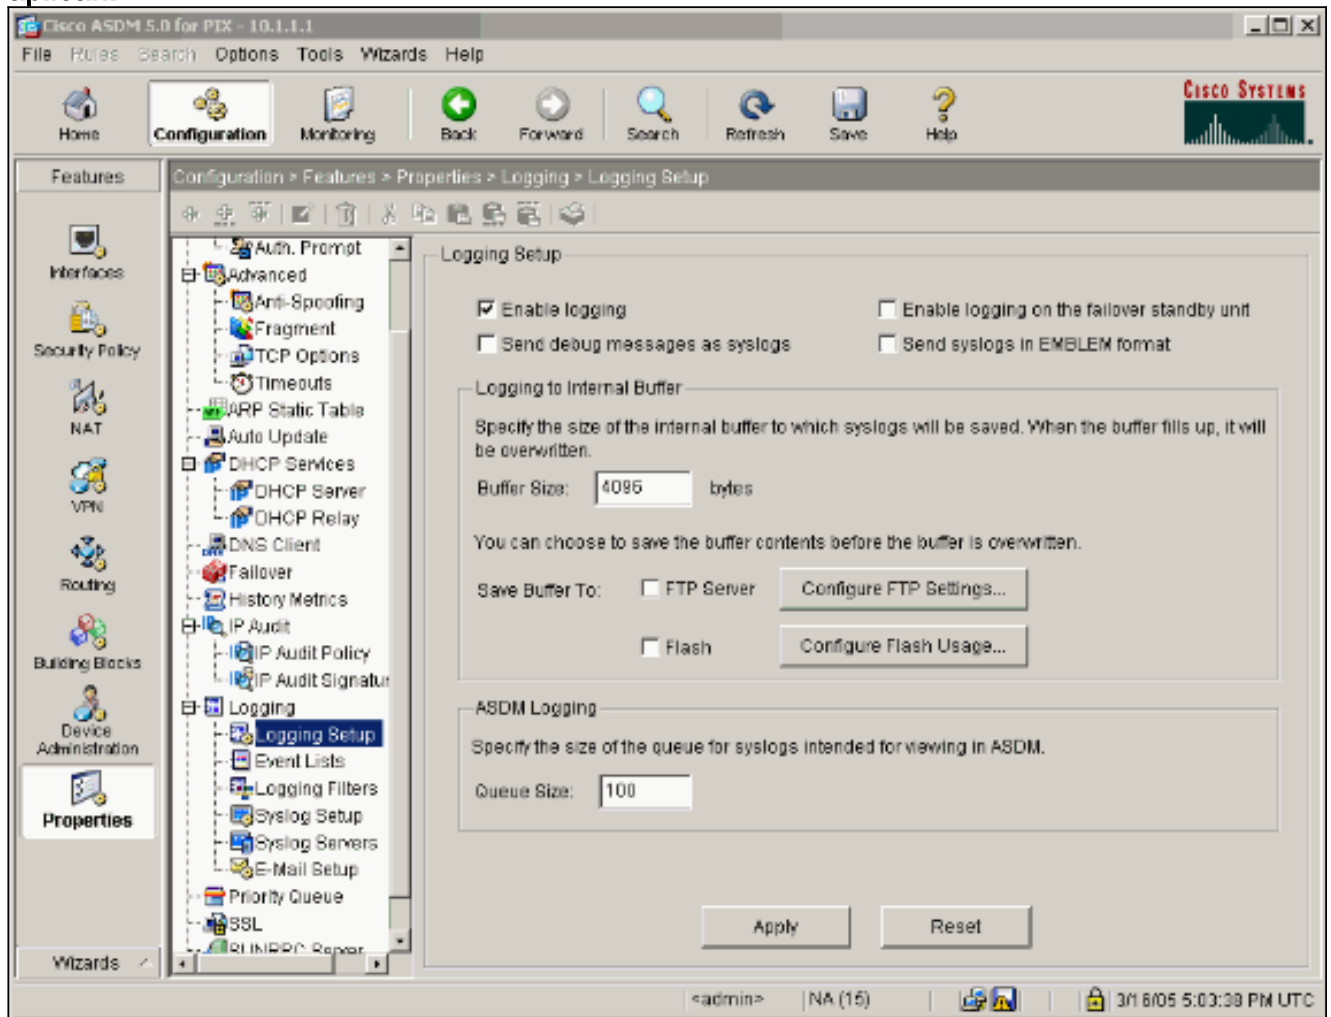 Cisco ASDM 5.0 for PIX - 10.1.1.1
File Rules Search Options Tools Wizards Help
Home Configuration Monitoring Back Forward Search Refresh Save Help
CISCO SYSTEMS
Features
Configuration > Features > Properties > Logging > Logging Setup
Interfaces
Security Policy
NAT
VPN
Routing
Building Blocks
Device
Administration
Properties
Wizards
Auth. Prompt
Advanced
Anti-Spoofing
Fragment
TCP Options
Timeouts
ARP Static Table
Auto Update
DHCP Services
DHCP Server
DHCP Relay
DNS Client
Failover
History Metrics
IP Audit
IP Audit Policy
IP Audit Signatur
Logging
Logging Setup
Event Lists
Logging Filters
Syslog Setup
Syslog Servers
E-Mail Setup
Priority Queue
SSL
SUNRPC Server
Logging Setup
Enable logging
Enable logging on the failover standby unit
Send debug messages as syslogs
Send syslogs in EMBLEM format
Logging to Internal Buffer
Specify the size of the internal buffer to which syslogs will be saved. When the buffer fills up, it will
be overwritten.
Buffer Size: 4096 bytes
You can choose to save the buffer contents before the buffer is overwritten.
Save Buffer To: FTP Server Configure FTP Settings...
Flash Configure Flash Usage...
ASDM Logging
Specify the size of the queue for syslogs intended for viewing in ASDM.
Queue Size: 100
Apply Reset
<admin> NA (15) 3/16/05 5:03:38 PM UTC